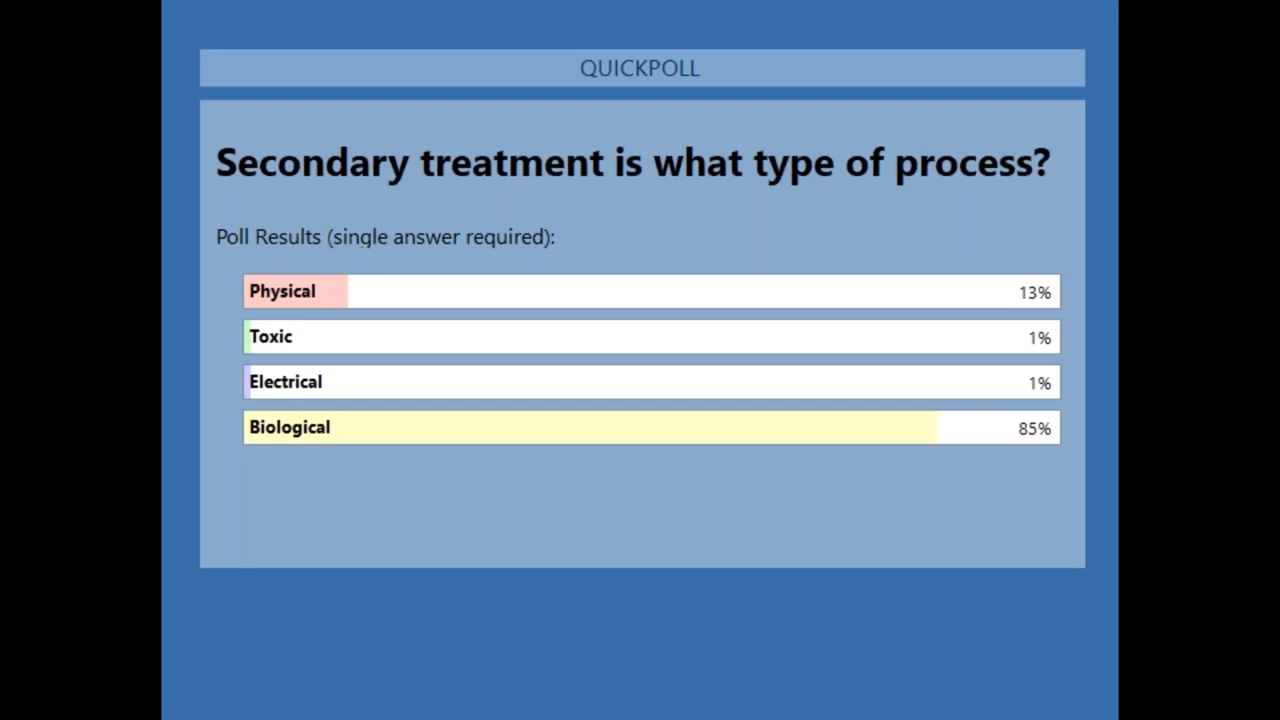 QUICKPOLL
Secondary treatment is what type of process?
Poll Results (single answer required):
Physical 13%
Toxic 1%
Electrical 1%
Biological 85%